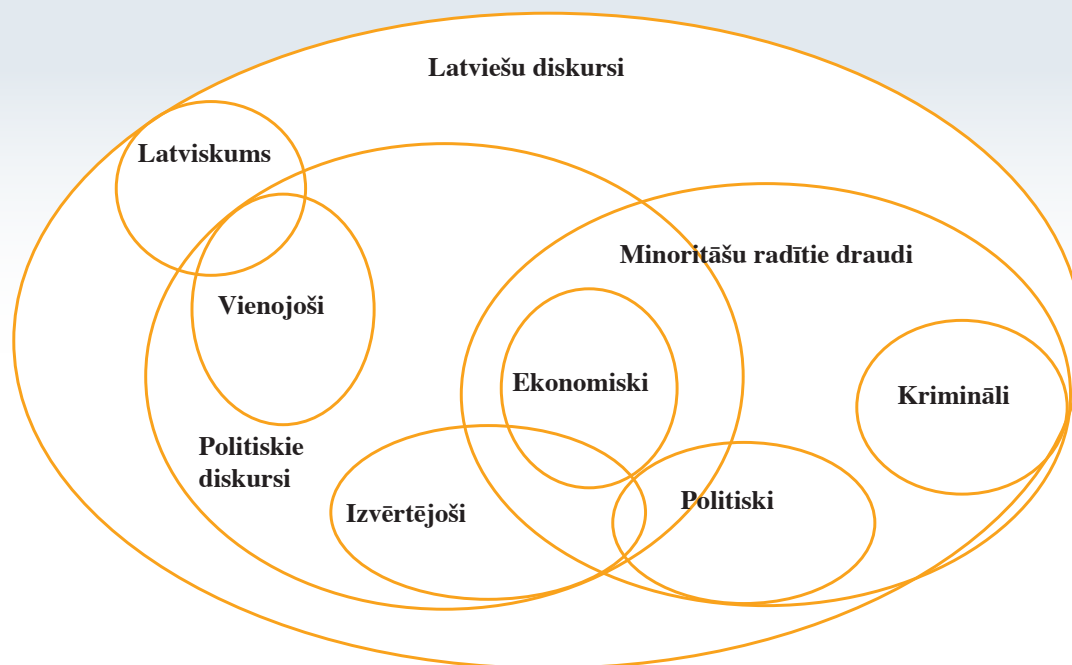 Latviešu diskursi
Latviskums
Minoritāšu radītie draudi
Vienojoši
Ekonomiski
Krimināli
Politiskie
diskursi
Politiski
Izvērtējoši